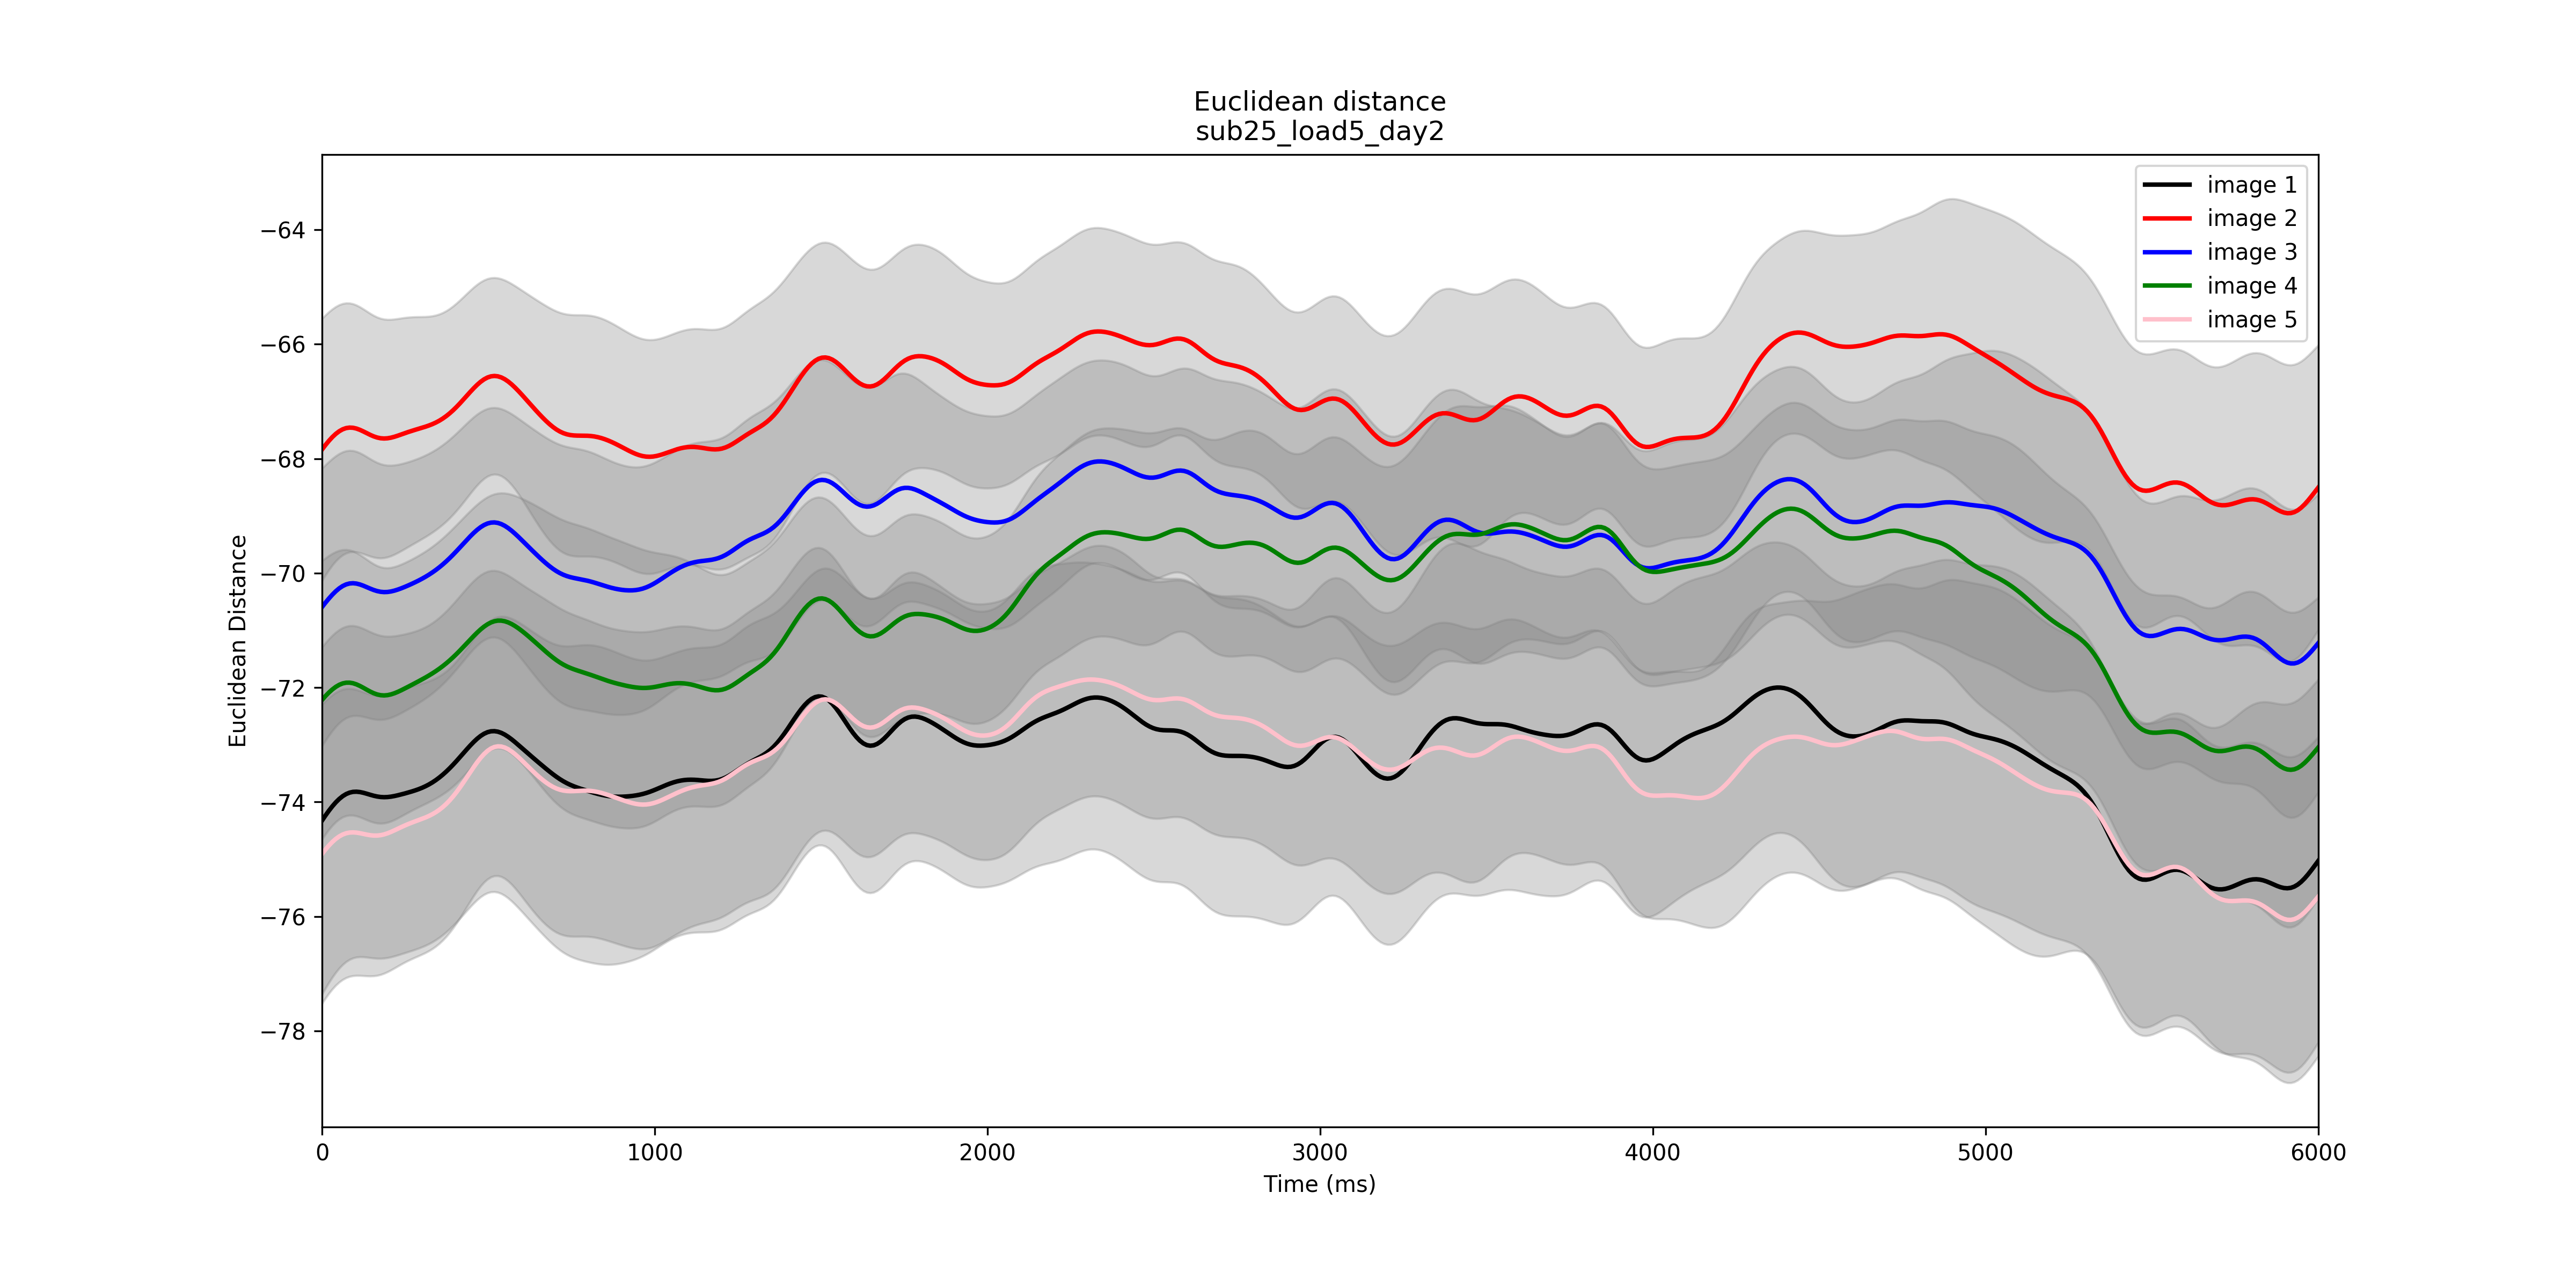 Euclidean distance
sub25_load5_day2
image 1
image 2
image 3
image 4
image 5
Euclidean Distance
−64
−66
−68
−70
−72
−74
−76
−78
0 1000 2000 3000 4000 5000 6000
Time (ms)